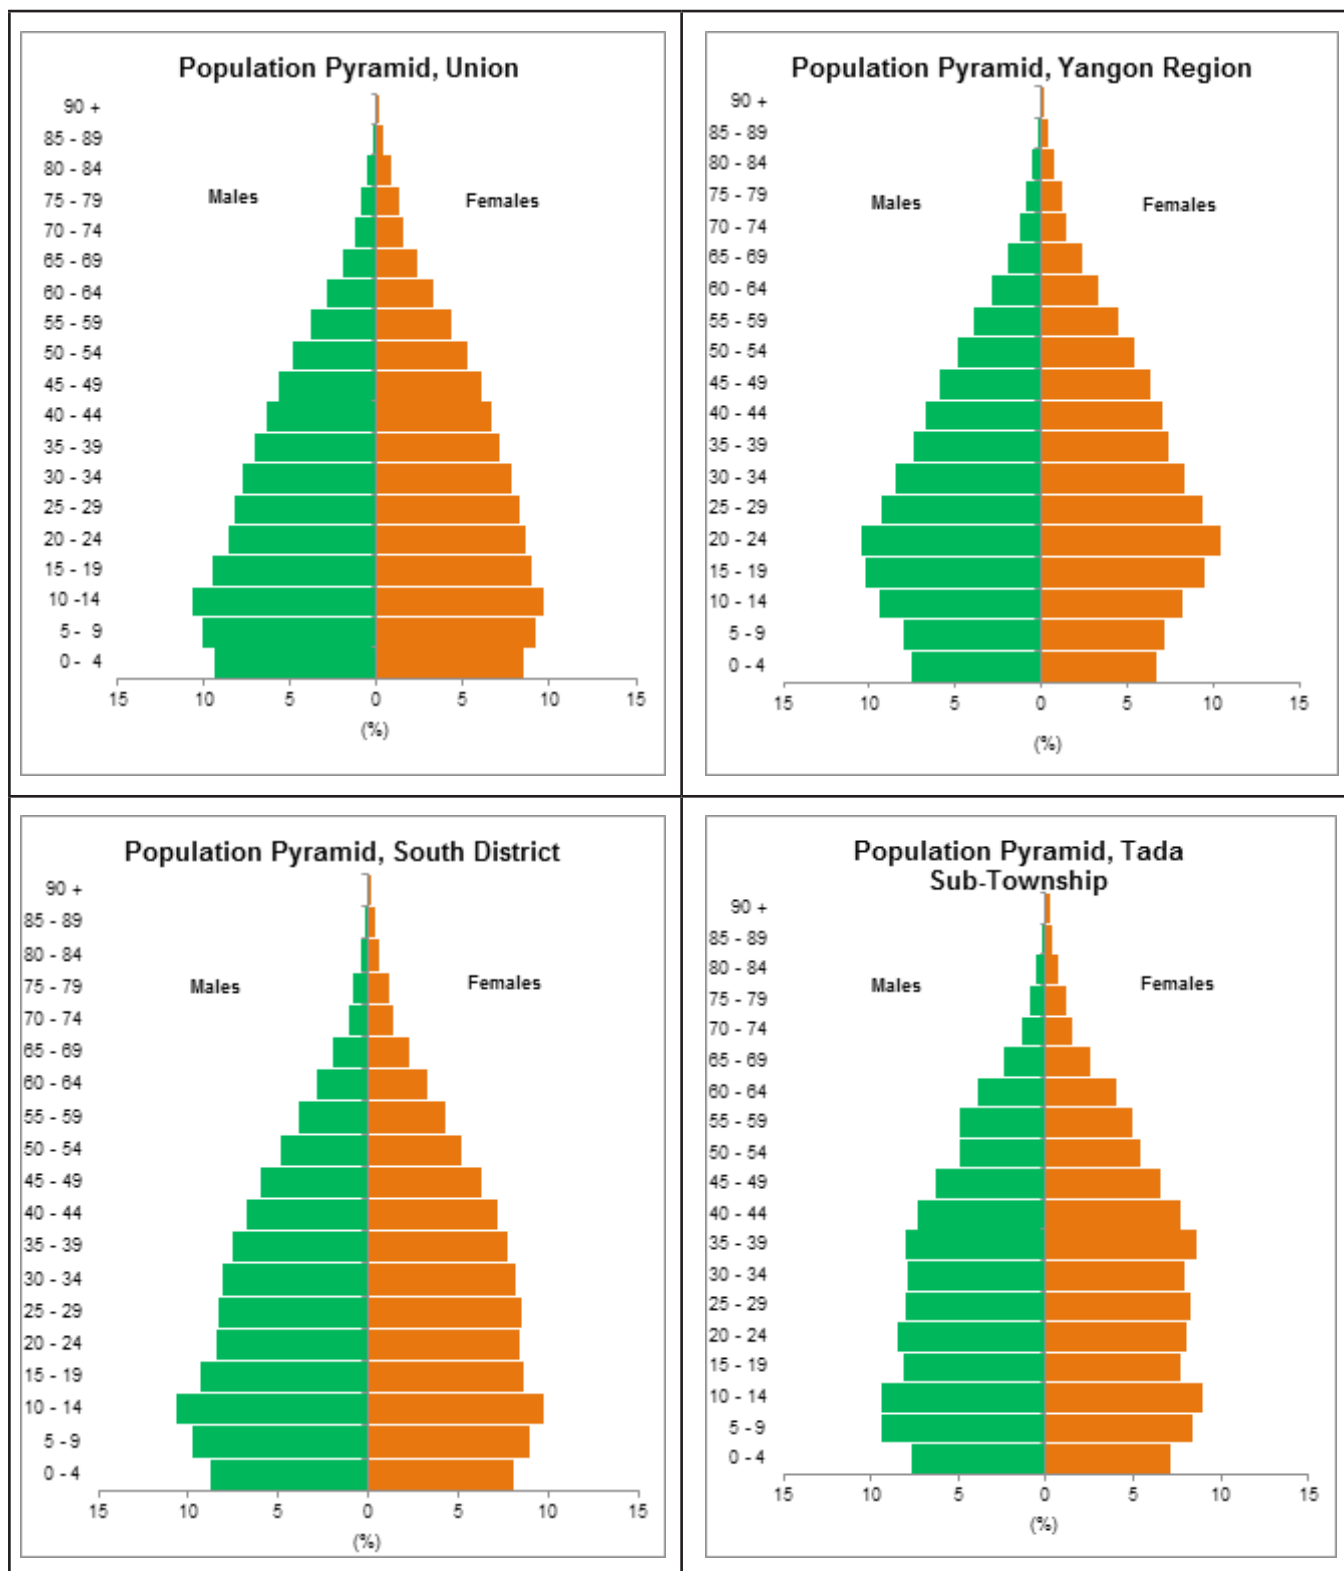 Population Pyramid, Union
90 +
85 - 89
80 - 84
75 - 79
70 - 74
65 - 69
60 - 64
55 - 59
50 - 54
45 - 49
40 - 44
35 - 39
30 - 34
25 - 29
20 - 24
15 - 19
10 -14
5 - 9
0 - 4
Males
Females
15 10 5 0 5 10 15
(%)
Population Pyramid, Yangon Region
90 +
85 - 89
80 - 84
75 - 79
70 - 74
65 - 69
60 - 64
55 - 59
50 - 54
45 - 49
40 - 44
35 - 39
30 - 34
25 - 29
20 - 24
15 - 19
10 - 14
5 - 9
0 - 4
Males
Females
15 10 5 0 5 10 15
(%)
Population Pyramid, South District
90 +
85 - 89
80 - 84
75 - 79
70 - 74
65 - 69
60 - 64
55 - 59
50 - 54
45 - 49
40 - 44
35 - 39
30 - 34
25 - 29
20 - 24
15 - 19
10 - 14
5 - 9
0 - 4
Males
Females
15 10 5 0 5 10 15
(%)
Population Pyramid, Tada
Sub-Township
90 +
85 - 89
80 - 84
75 - 79
70 - 74
65 - 69
60 - 64
55 - 59
50 - 54
45 - 49
40 - 44
35 - 39
30 - 34
25 - 29
20 - 24
15 - 19
10 - 14
5 - 9
0 - 4
Males
Females
15 10 5 0 5 10 15
(%)